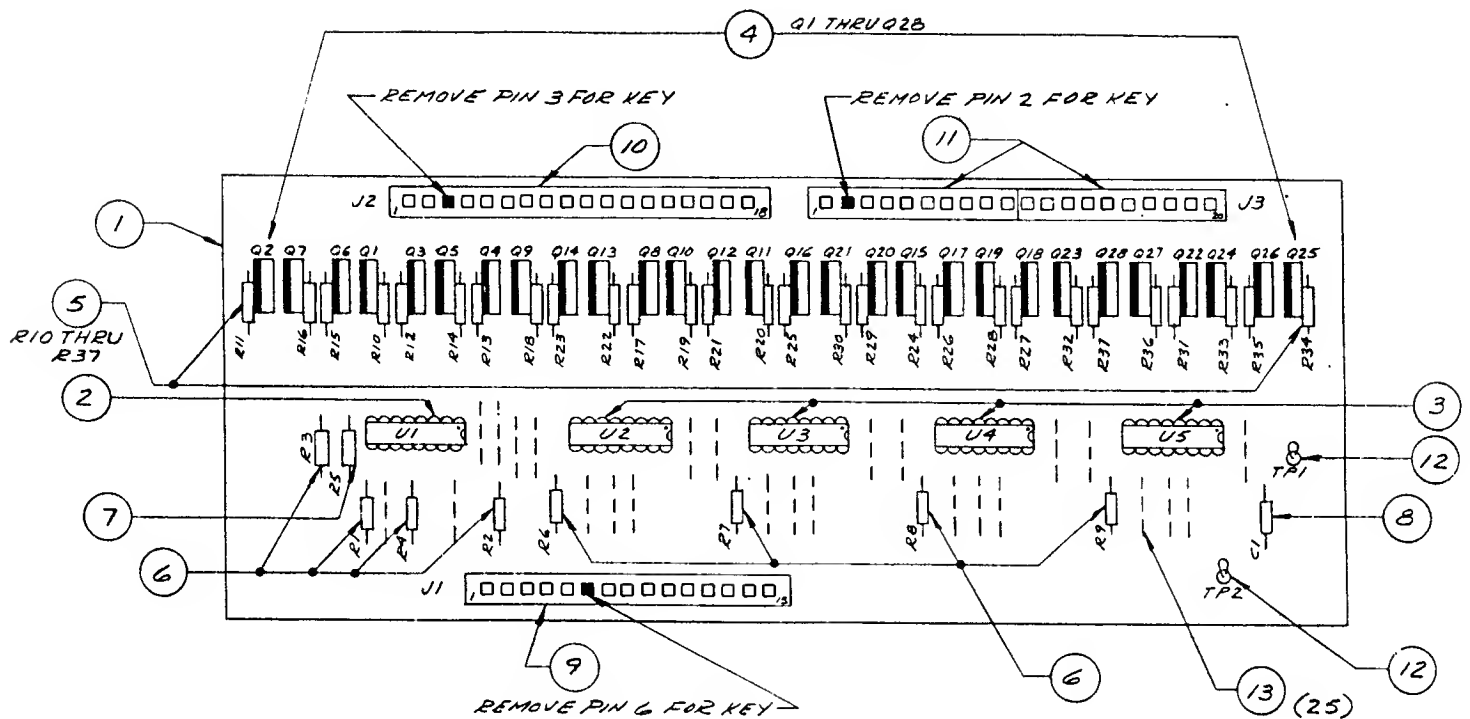 4 Q1 THRU Q28
REMOVE PIN 3 FOR KEY
REMOVE PIN 2 FOR KEY
10
11
J2 1 18
1 20 J3
1
Q2 Q7 Q6 Q1 Q3 Q5 Q4 Q9 Q14 Q13 Q8 Q10 Q12 Q11 Q16 Q21 Q20 Q15 Q17 Q19 Q18 Q23 Q28 Q27 Q22 Q24 Q26 Q25
5
R10 THRU
R37
R11 R16 R15 R10 R12 R14 R13 R18 R23 R22 R17 R19 R21 R20 R25 R30 R29 R24 R26 R28 R27 R32 R37 R36 R31 R33 R35 R34
2
3
U1 U2 U3 U4 U5
R3 R5
TP1
12
7
R1 R4 R2 R6 R7 R8 R9 C1
8
6
J1 1 15
TP2
9
6
13 (25)
12
REMOVE PIN 6 FOR KEY